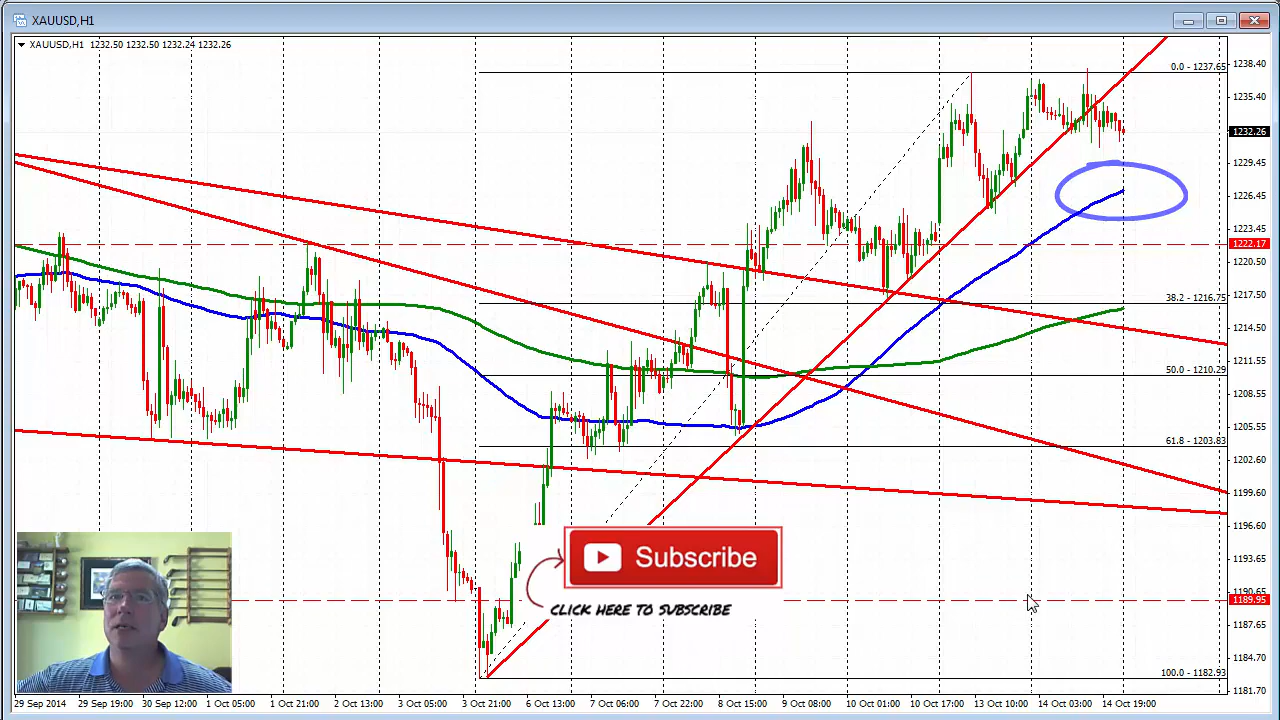 XAUUSD,H1
XAUUSD,H1 1232.50 1232.50 1232.24 1232.26
0.0 - 1237.65
38.2 - 1216.75
50.0 - 1210.29
61.8 - 1203.83
100.0 - 1182.93
1238.40
1235.40
1232.26
1229.45
1226.45
1223.45
1222.17
1220.50
1217.50
1214.50
1211.55
1208.55
1205.55
1202.60
1199.60
1196.60
1193.65
1190.65
1189.95
1187.65
1184.70
1181.70
Subscribe
CLICK HERE TO SUBSCRIBE
29 Sep 2014 29 Sep 19:00 30 Sep 12:00 1 Oct 05:00 1 Oct 21:00 2 Oct 13:00 3 Oct 05:00 3 Oct 21:00 6 Oct 13:00 7 Oct 06:00 7 Oct 22:00 8 Oct 15:00 9 Oct 08:00 10 Oct 00:00 10 Oct 17:00 13 Oct 10:00 14 Oct 03:00 14 Oct 19:00